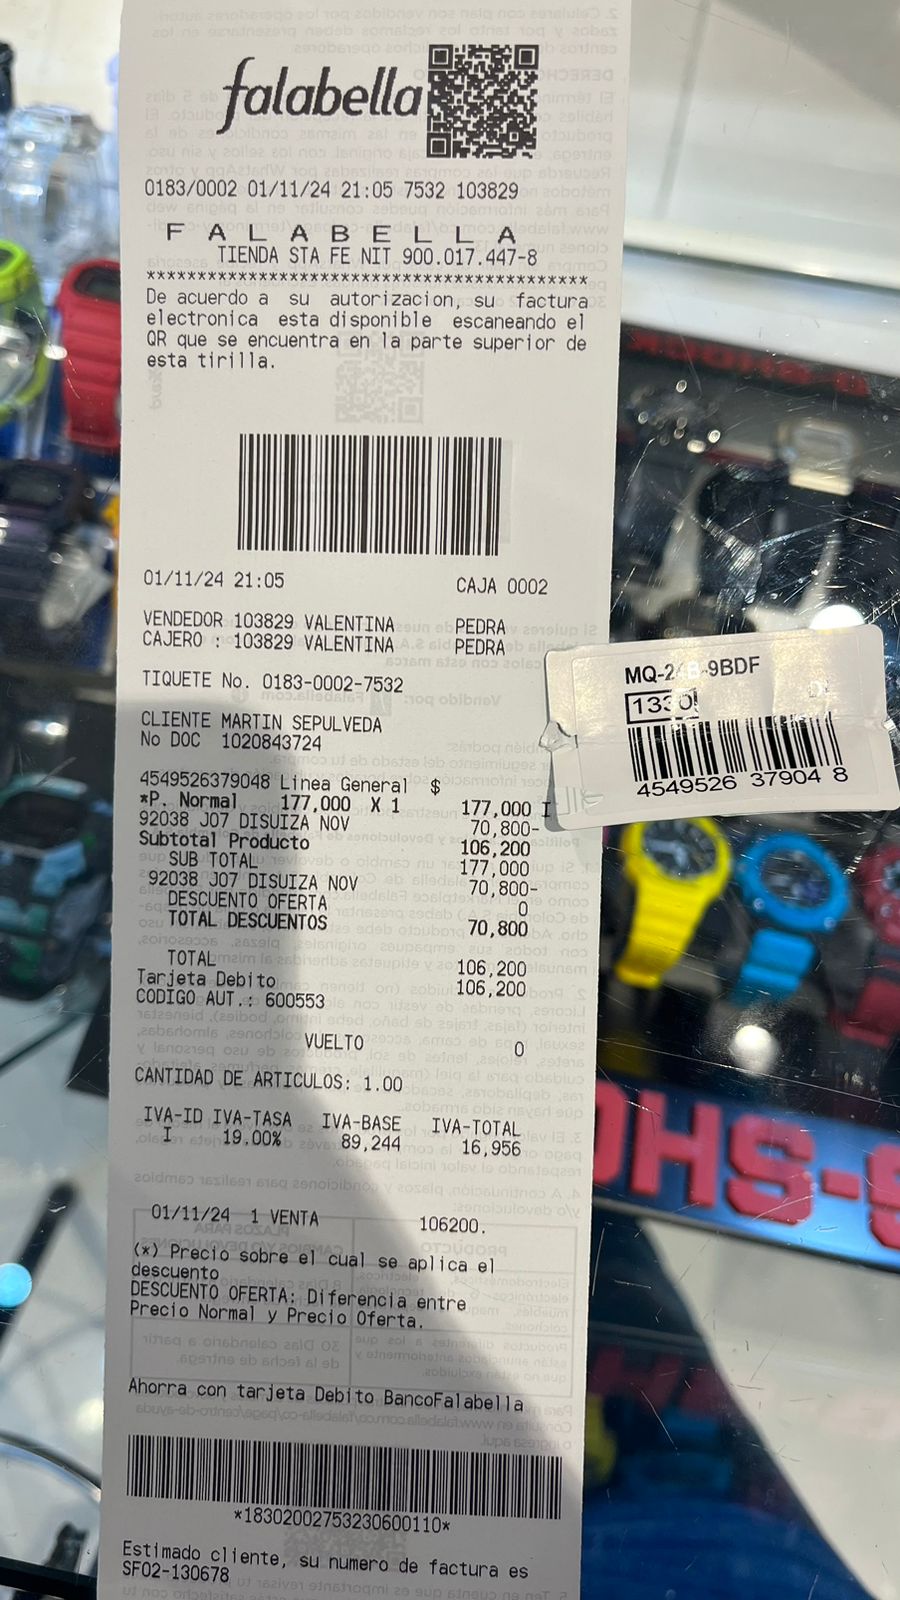 falabella
0183/0002 01/11/24 21:05 7532 103829
F A L A B E L L A
TIENDA STA FE NIT 900.017.447-8
******************************************
De acuerdo a su autorizacion, su factura
electronica esta disponible escaneando el
QR que se encuentra en la parte superior de
esta tirilla.
01/11/24 21:05 CAJA 0002
VENDEDOR 103829 VALENTINA PEDRA
CAJERO : 103829 VALENTINA PEDRA
TIQUETE No. 0183-0002-7532
CLIENTE MARTIN SEPULVEDA
No DOC 1020843724
4549526379048 Linea General $
*P. Normal 177,000 X 1 177,000 I
92038 J07 DISUIZA NOV 70,800-
Subtotal Producto 106,200
SUB TOTAL 177,000
92038 J07 DISUIZA NOV 70,800-
DESCUENTO OFERTA 0
TOTAL DESCUENTOS 70,800
TOTAL 106,200
Tarjeta Debito 106,200
CODIGO AUT.: 600553
VUELTO 0
CANTIDAD DE ARTICULOS: 1.00
IVA-ID IVA-TASA IVA-BASE IVA-TOTAL
I 19.00% 89,244 16,956
01/11/24 1 VENTA 106200.
(*) Precio sobre el cual se aplica el
descuento
DESCUENTO OFERTA: Diferencia entre
Precio Normal y Precio Oferta.
Ahorra con tarjeta Debito BancoFalabella
*18302002753230600110*
Estimado cliente, su numero de factura es
SF02-130678
1330
4549526 37904 8